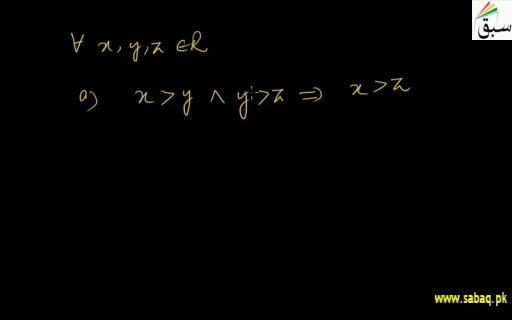 سبق
∀ x, y, z ∈ R
a) x > y ∧ y > z ⇒ x > z
www.sabaq.pk